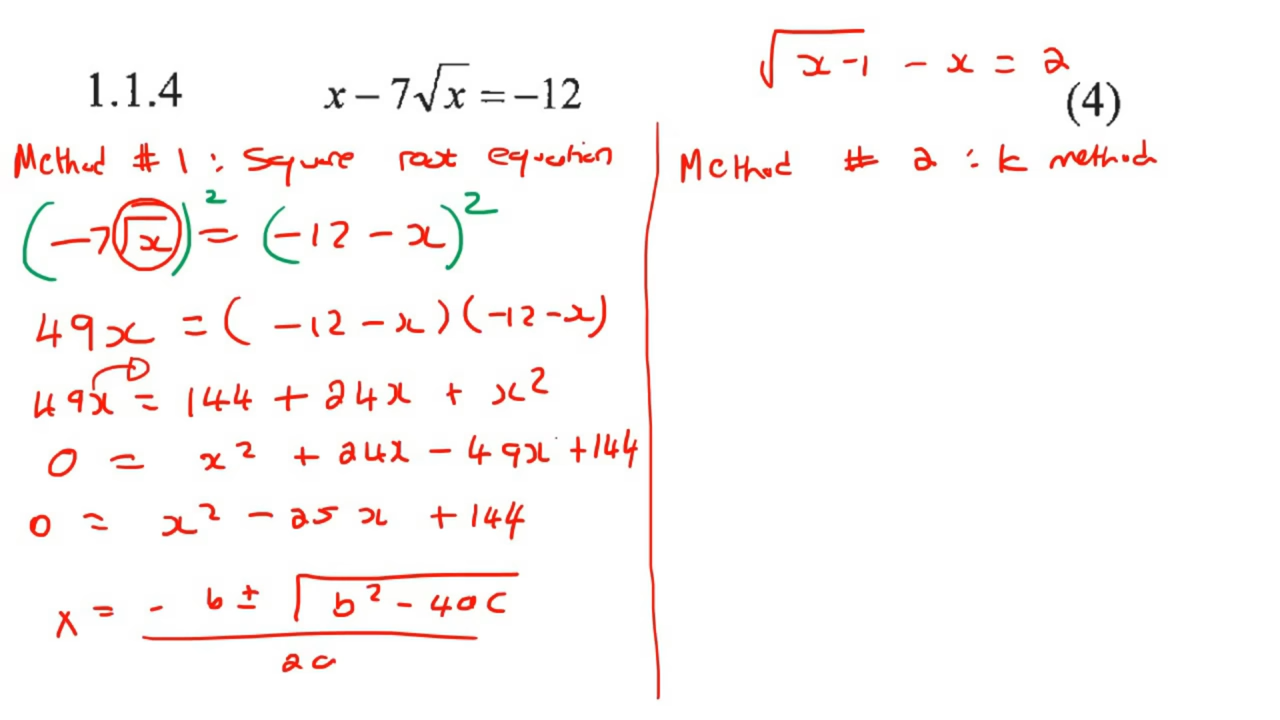 √(x-1) - x = 2
1.1.4 x − 7√x = −12 (4)
Method # 1 : Square root equation
(-7√x)² = (-12 - x)²
49x = (-12 - x)(-12 - x)
49x = 144 + 24x + x²
0 = x² + 24x - 49x + 144
0 = x² - 25x + 144
x = - b ± √(b² - 4ac)
2a
Method # 2 : k method